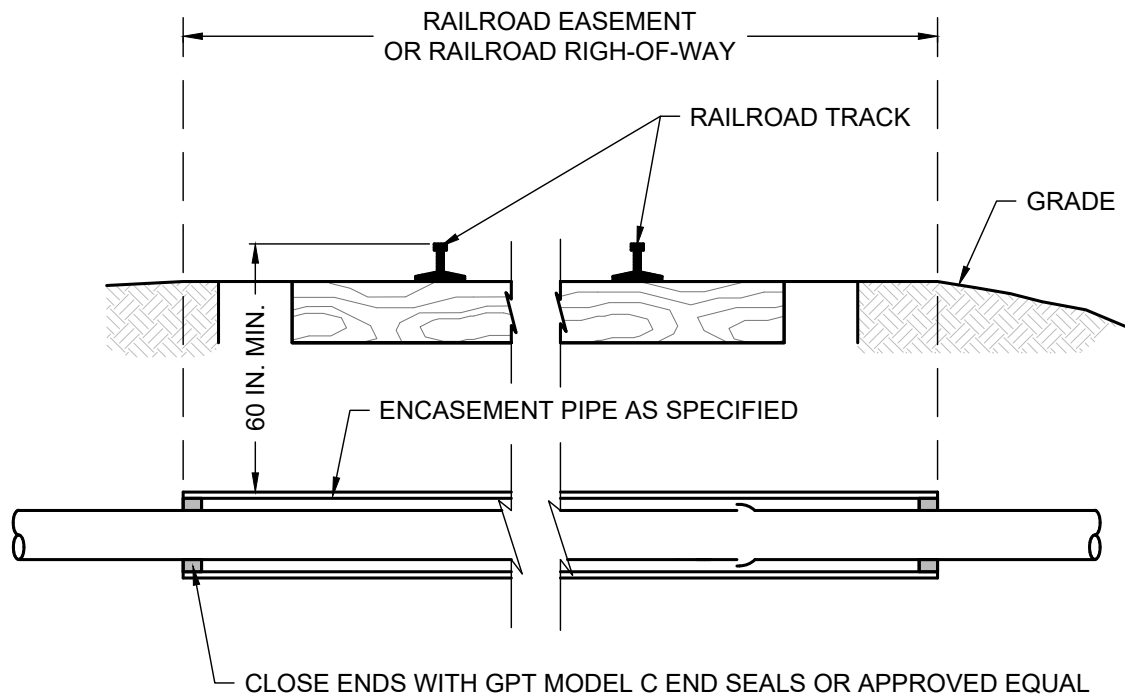 RAILROAD EASEMENT
OR RAILROAD RIGH-OF-WAY
RAILROAD TRACK
GRADE
60 IN. MIN.
ENCASEMENT PIPE AS SPECIFIED
CLOSE ENDS WITH GPT MODEL C END SEALS OR APPROVED EQUAL